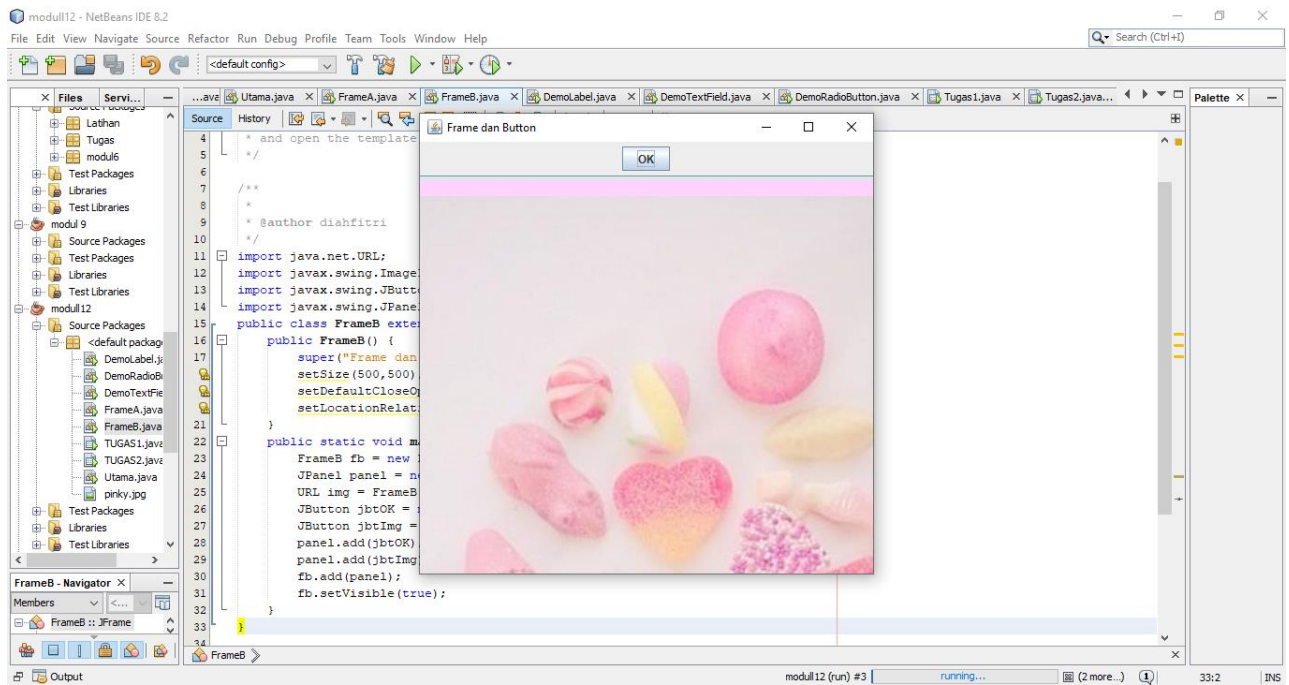 modull12 - NetBeans IDE 8.2
File Edit View Navigate Source Refactor Run Debug Profile Team Tools Window Help
Search (Ctrl+I)
<default config>
Files Servi...
...ava Utama.java FrameA.java FrameB.java DemoLabel.java DemoTextField.java DemoRadioButton.java Tugas1.java Tugas2.java...
Palette
Source Packages
Latihan
Tugas
modul6
Test Packages
Libraries
Test Libraries
modul 9
Source Packages
Test Packages
Libraries
Test Libraries
modull12
Source Packages
<default packag
DemoLabel.ja
DemoRadioBu
DemoTextFie
FrameA.java
FrameB.java
TUGAS1.java
TUGAS2.java
Utama.java
pinky.jpg
Test Packages
Libraries
Test Libraries
FrameB - Navigator
Members <...
FrameB :: JFrame
Source History
4 * and open the template
5 */
6
7 /**
8 *
9 * @author diahfitri
10 */
11 import java.net.URL;
12 import javax.swing.Image
13 import javax.swing.JButt
14 import javax.swing.JPane
15 public class FrameB exte
16 public FrameB() {
17 super("Frame dan
setSize(500,500)
setDefaultCloseOp
setLocationRelati
21 }
22 public static void m
23 FrameB fb = new
24 JPanel panel = n
25 URL img = FrameB
26 JButton jbtOK =
27 JButton jbtImg =
28 panel.add(jbtOK)
29 panel.add(jbtImg
30 fb.add(panel);
31 fb.setVisible(true);
32 }
33 }
34
Frame dan Button
OK
FrameB
Output
modull12 (run) #3 running... (2 more...) 1 33:2 INS